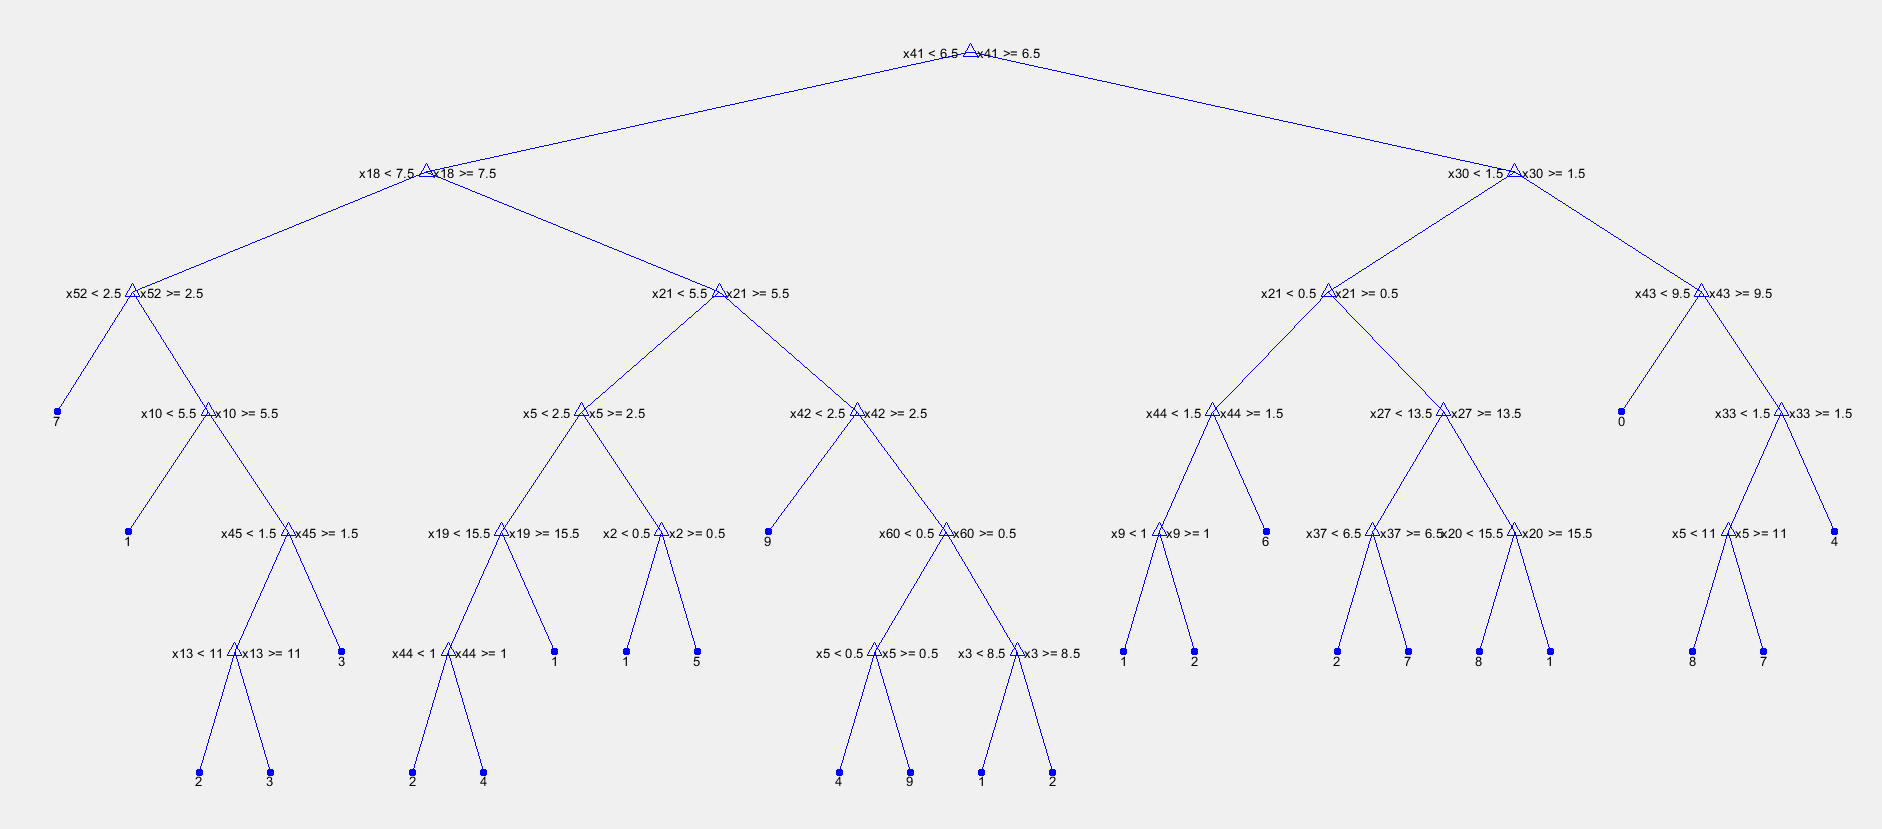 x41 < 6.5 x41 >= 6.5
x18 < 7.5 x18 >= 7.5 x30 < 1.5 x30 >= 1.5
x52 < 2.5 x52 >= 2.5 x21 < 5.5 x21 >= 5.5 x21 < 0.5 x21 >= 0.5 x43 < 9.5 x43 >= 9.5
7 x10 < 5.5 x10 >= 5.5 x5 < 2.5 x5 >= 2.5 x42 < 2.5 x42 >= 2.5 x44 < 1.5 x44 >= 1.5 x27 < 13.5 x27 >= 13.5 0 x33 < 1.5 x33 >= 1.5
1 x45 < 1.5 x45 >= 1.5 x19 < 15.5 x19 >= 15.5 x2 < 0.5 x2 >= 0.5 9 x60 < 0.5 x60 >= 0.5 x9 < 1 x9 >= 1 6 x37 < 6.5 x37 >= 6.5 x20 < 15.5 x20 >= 15.5 x5 < 11 x5 >= 11 4
x13 < 11 x13 >= 11 3 x44 < 1 x44 >= 1 1 1 5 x5 < 0.5 x5 >= 0.5 x3 < 8.5 x3 >= 8.5 1 2 2 7 8 1 8 7
2 3 2 4 4 9 1 2